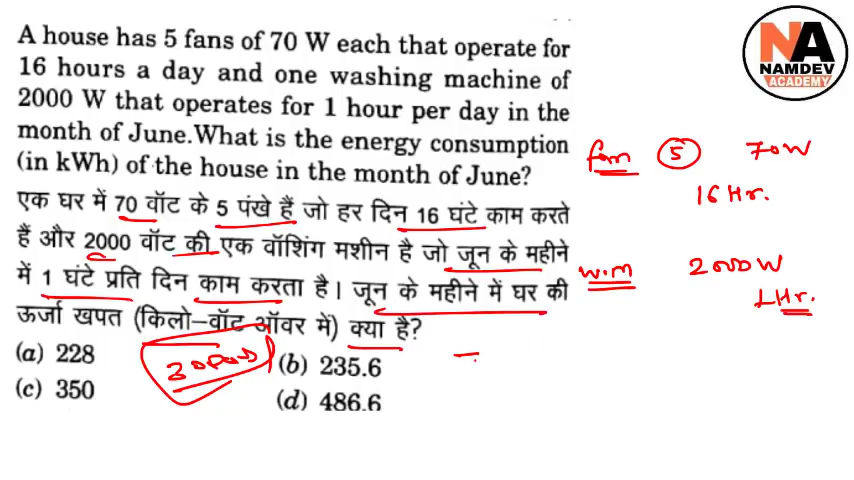 A house has 5 fans of 70 W each that operate for
16 hours a day and one washing machine of
2000 W that operates for 1 hour per day in the
month of June.What is the energy consumption
(in kWh) of the house in the month of June?
एक घर में 70 वॉट के 5 पंखे हैं जो हर दिन 16 घंटे काम करते
हैं और 2000 वॉट की एक वॉशिंग मशीन है जो जून के महीने
में 1 घंटे प्रति दिन काम करता है। जून के महीने में घर की
ऊर्जा खपत (किलो-वॉट ऑवर में) क्या है?
(a) 228
(b) 235.6
(c) 350
(d) 486.6
NA
NAMDEV
ACADEMY
fan 5 70W
16 Hr.
W.M 2000W
1 Hr.